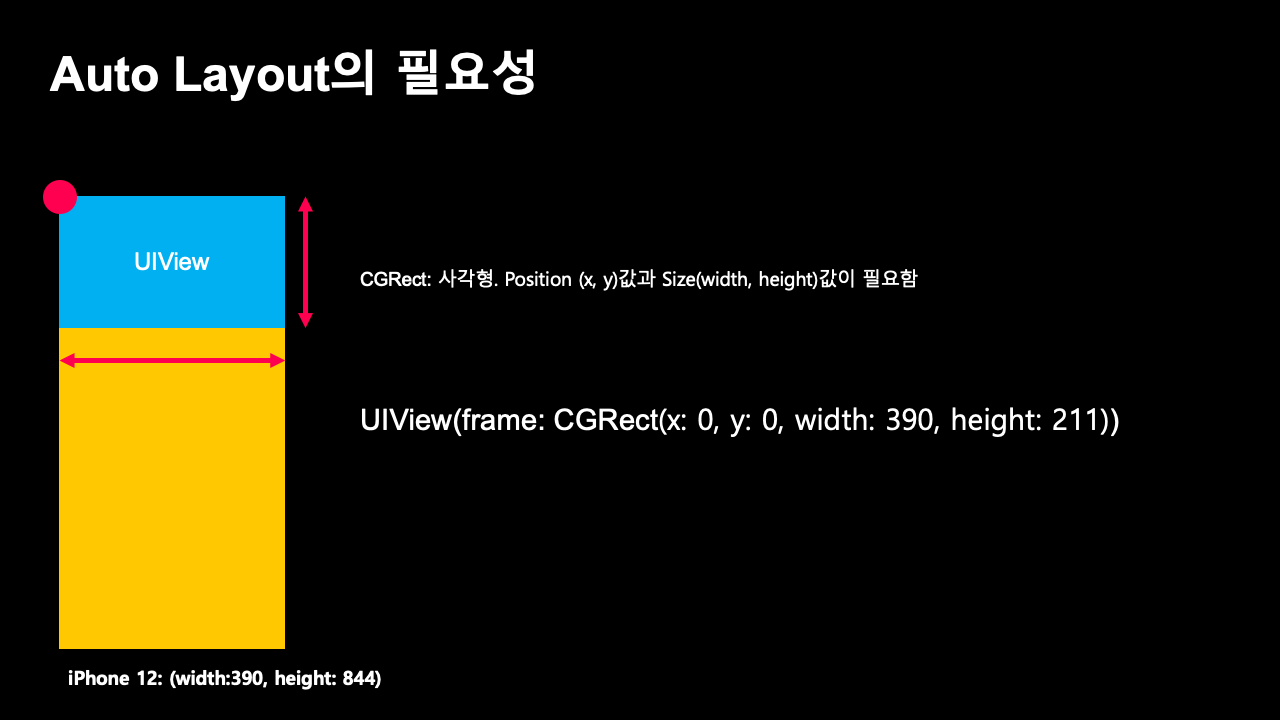 Auto Layout의 필요성
UIView
CGRect: 사각형. Position (x, y)값과 Size(width, height)값이 필요함
UIView(frame: CGRect(x: 0, y: 0, width: 390, height: 211))
iPhone 12: (width:390, height: 844)